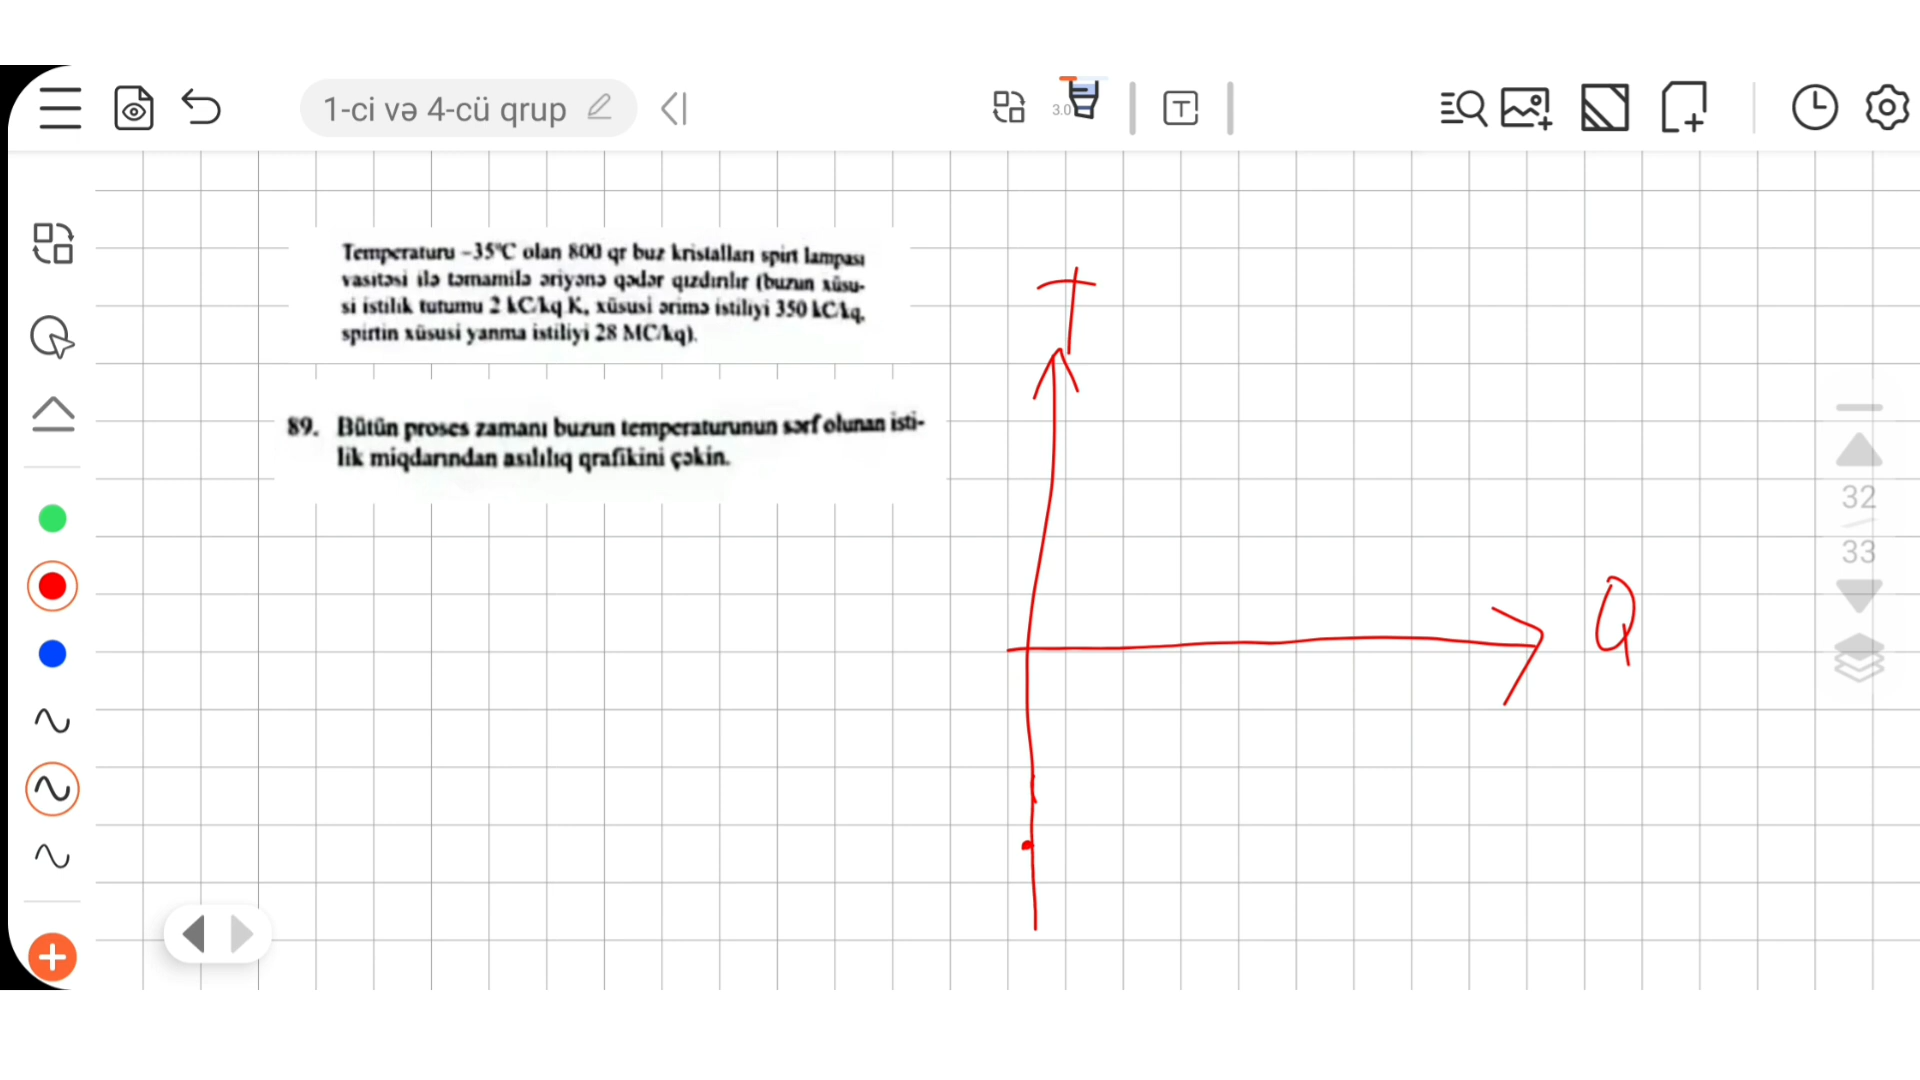 1-ci və 4-cü qrup
3.0
T
Temperaturu –35°C olan 800 qr buz kristalları spirt lampası
vasitəsi ilə tamamilə əriyənə qədər qızdırılır (buzun xüsu-
si istilik tutumu 2 kC/kq K, xüsusi ərimə istiliyi 350 kC/kq,
spirtin xüsusi yanma istiliyi 28 MC/kq).
89. Bütün proses zamanı buzun temperaturunun sərf olunan isti-
lik miqdarından asılılıq qrafikini çəkin.
T
Q
32
33